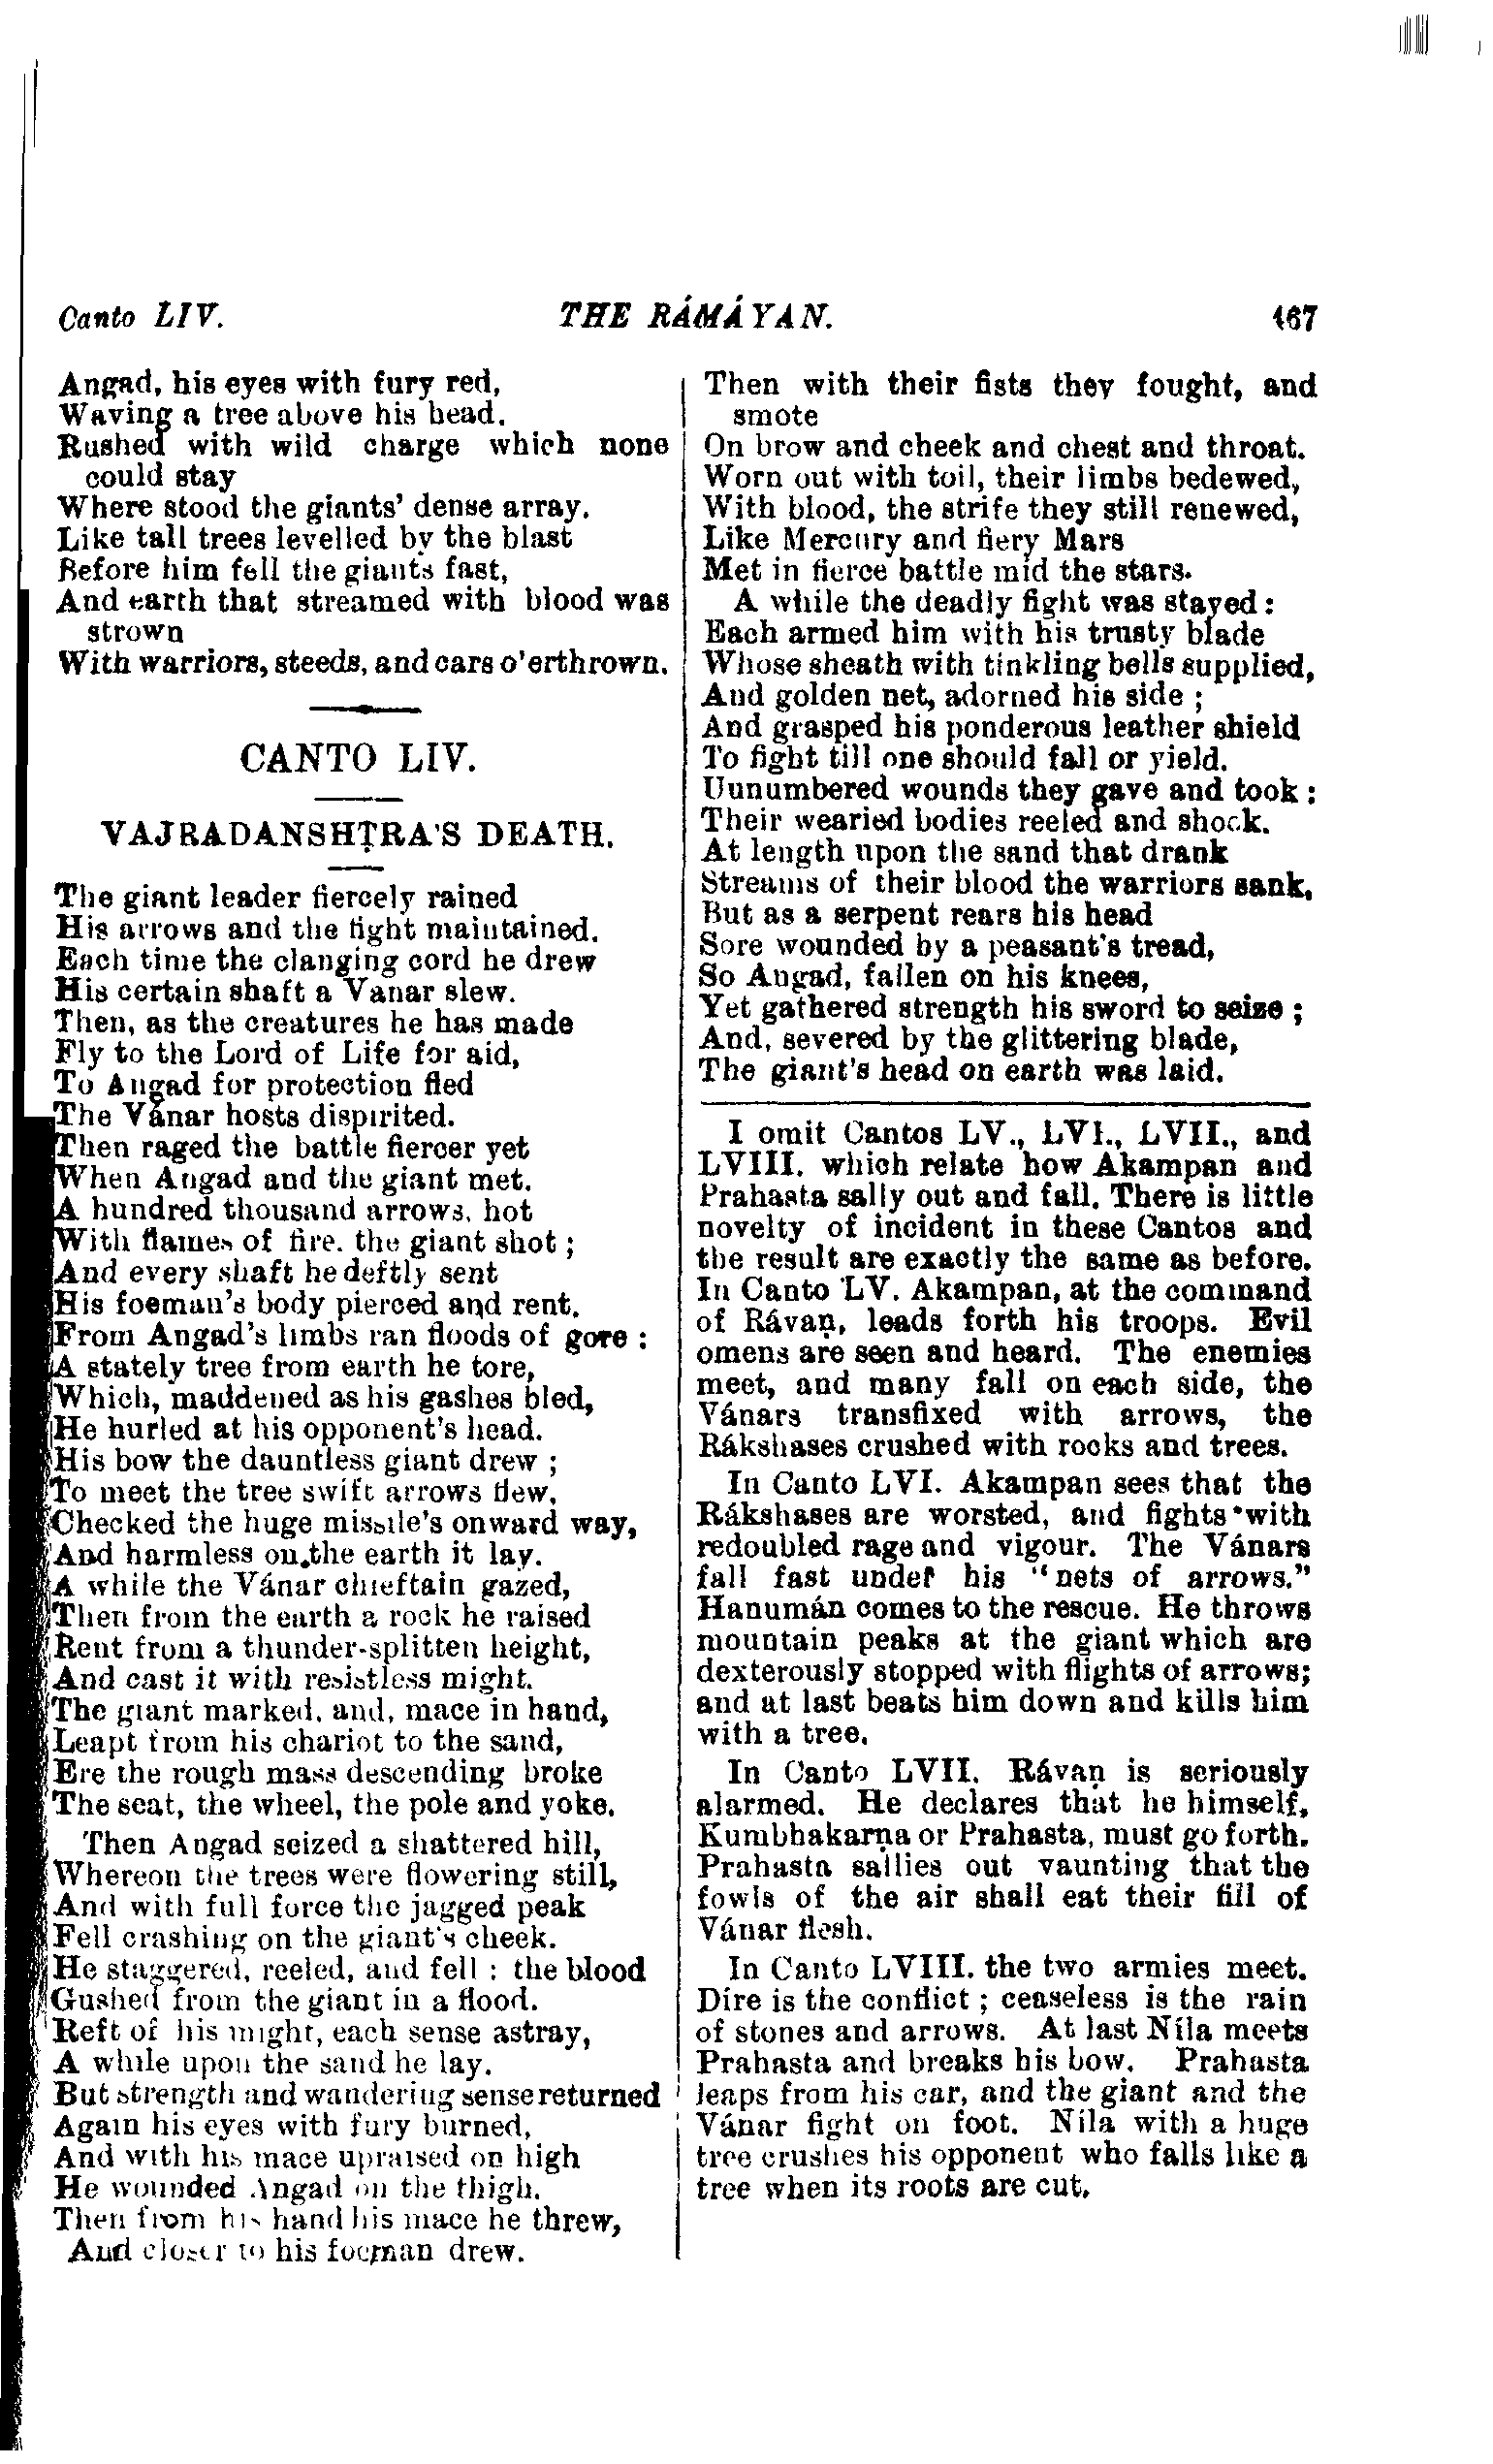 Canto LIV. THE RÁMÁYAN. 467
Angad, his eyes with fury red,
Waving a tree above his head.
Rushed with wild charge which none
could stay
Where stood the giants' dense array.
Like tall trees levelled by the blast
Before him fell the giants fast,
And earth that streamed with blood was
strown
With warriors, steeds, and cars o'erthrown.
CANTO LIV.
VAJRADANSHṬRA'S DEATH.
The giant leader fiercely rained
His arrows and the fight maintained.
Each time the clanging cord he drew
His certain shaft a Vanar slew.
Then, as the creatures he has made
Fly to the Lord of Life for aid,
To Angad for protection fled
The Vánar hosts dispirited.
Then raged the battle fiercer yet
When Angad and the giant met.
A hundred thousand arrows, hot
With flames of fire. the giant shot ;
And every shaft he deftly sent
His foeman's body pierced and rent.
From Angad's limbs ran floods of gore :
A stately tree from earth he tore,
Which, maddened as his gashes bled,
He hurled at his opponent's head.
His bow the dauntless giant drew ;
To meet the tree swift arrows flew,
Checked the huge missile's onward way,
And harmless on the earth it lay.
A while the Vánar chieftain gazed,
Then from the earth a rock he raised
Rent from a thunder-splitten height,
And cast it with resistless might.
The giant marked, and, mace in hand,
Leapt from his chariot to the sand,
Ere the rough mass descending broke
The seat, the wheel, the pole and yoke.
Then Angad seized a shattered hill,
Whereon the trees were flowering still,
And with full force the jagged peak
Fell crashing on the giant's cheek.
He staggered, reeled, and fell : the blood
Gushed from the giant in a flood.
Reft of his might, each sense astray,
A while upon the sand he lay.
But strength and wandering sense returned
Again his eyes with fury burned,
And with his mace upraised on high
He wounded Angad on the thigh.
Then from his hand his mace he threw,
And closer to his foeman drew.
Then with their fists they fought, and
smote
On brow and cheek and chest and throat.
Worn out with toil, their limbs bedewed,
With blood, the strife they still renewed,
Like Mercury and fiery Mars
Met in fierce battle mid the stars.
A while the deadly fight was stayed :
Each armed him with his trusty blade
Whose sheath with tinkling bells supplied,
And golden net, adorned his side ;
And grasped his ponderous leather shield
To fight till one should fall or yield.
Uunumbered wounds they gave and took :
Their wearied bodies reeled and shock.
At length upon the sand that drank
Streams of their blood the warriors sank,
But as a serpent rears his head
Sore wounded by a peasant's tread,
So Angad, fallen on his knees,
Yet gathered strength his sword to seize ;
And, severed by the glittering blade,
The giant's head on earth was laid.
I omit Cantos LV., LVI., LVII., and
LVIII. which relate how Akampan and
Prahasta sally out and fall. There is little
novelty of incident in these Cantos and
the result are exactly the same as before.
In Canto LV. Akampan, at the command
of Rávaṇ, leads forth his troops. Evil
omens are seen and heard. The enemies
meet, and many fall on each side, the
Vánars transfixed with arrows, the
Rákshases crushed with rocks and trees.
In Canto LVI. Akampan sees that the
Rákshases are worsted, and fights with
redoubled rage and vigour. The Vánars
fall fast under his "nets of arrows."
Hanumán comes to the rescue. He throws
mountain peaks at the giant which are
dexterously stopped with flights of arrows;
and at last beats him down and kills him
with a tree.
In Canto LVII. Rávaṇ is seriously
alarmed. He declares that he himself,
Kumbhakarṇa or Prahasta, must go forth.
Prahasta sallies out vaunting that the
fowls of the air shall eat their fill of
Vánar flesh.
In Canto LVIII. the two armies meet.
Dire is the conflict ; ceaseless is the rain
of stones and arrows. At last Níla meets
Prahasta and breaks his bow. Prahasta
leaps from his car, and the giant and the
Vánar fight on foot. Níla with a huge
tree crushes his opponent who falls like a
tree when its roots are cut.